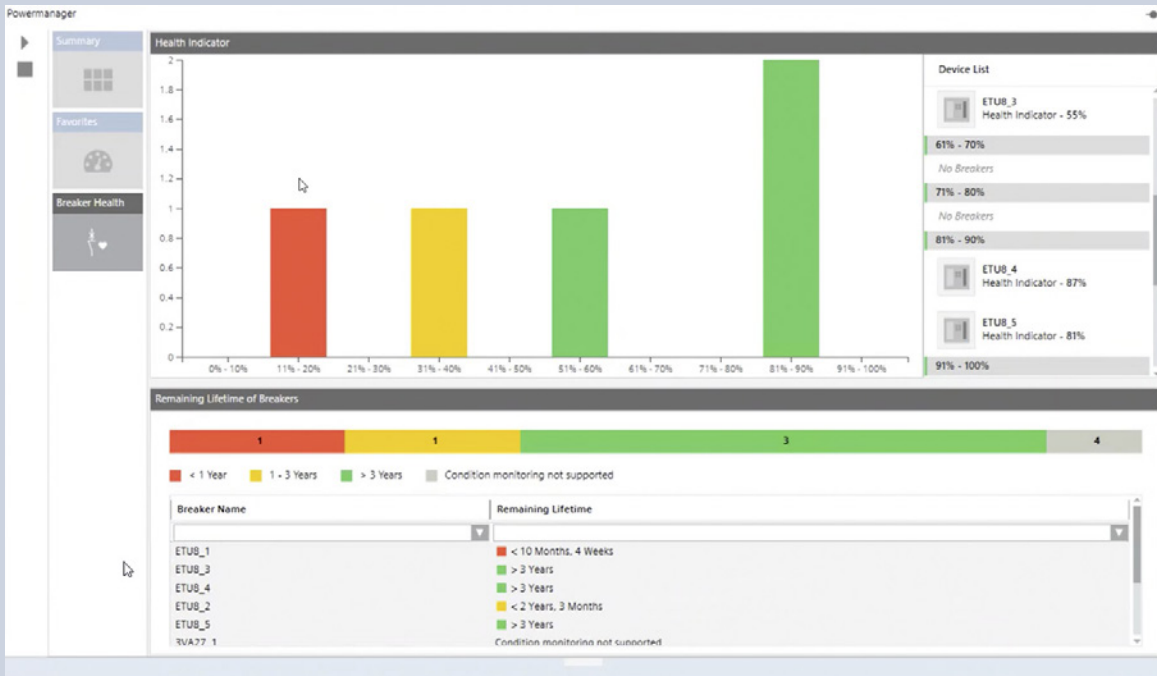 Powermanager
Summary
Favorites
Breaker Health
Health Indicator
2
1.8
1.6
1.4
1.2
1
0.8
0.6
0.4
0.2
0
0% - 10% 11% - 20% 21% - 30% 31% - 40% 41% - 50% 51% - 60% 61% - 70% 71% - 80% 81% - 90% 91% - 100%
Device List
ETU8_3
Health Indicator - 55%
61% - 70%
No Breakers
71% - 80%
No Breakers
81% - 90%
ETU8_4
Health Indicator - 87%
ETU8_5
Health Indicator - 81%
91% - 100%
Remaining Lifetime of Breakers
1 1 3 4
< 1 Year 1 - 3 Years > 3 Years Condition monitoring not supported
Breaker Name Remaining Lifetime
ETU8_1 < 10 Months, 4 Weeks
ETU8_3 > 3 Years
ETU8_4 > 3 Years
ETU8_2 < 2 Years, 3 Months
ETU8_5 > 3 Years
3VA27_1 Condition monitoring not supported